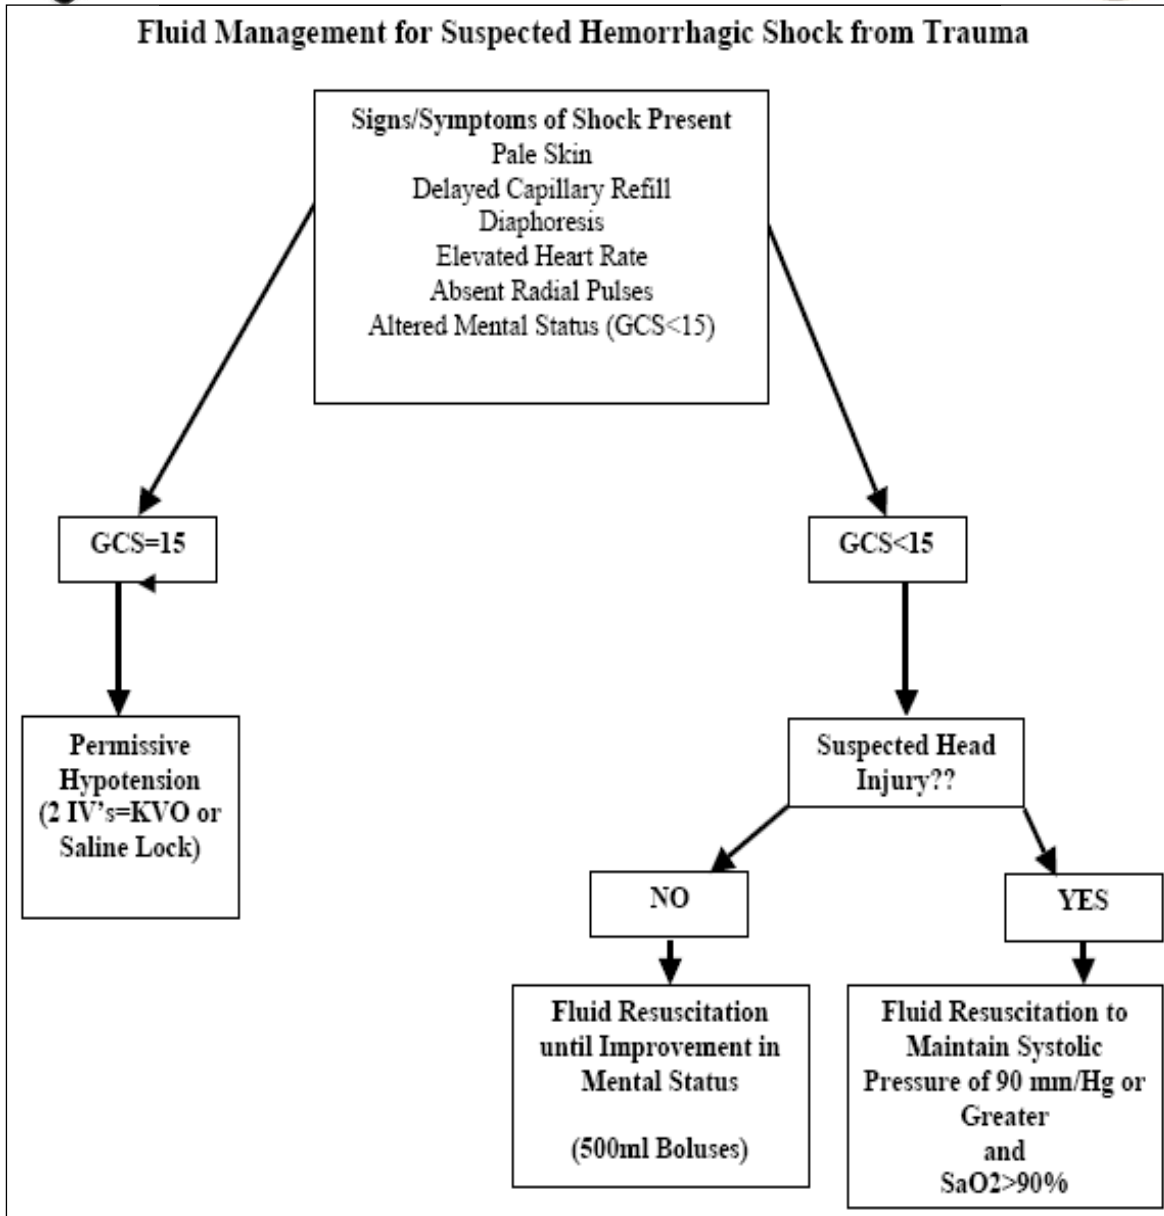 Fluid Management for Suspected Hemorrhagic Shock from Trauma
Signs/Symptoms of Shock Present
Pale Skin
Delayed Capillary Refill
Diaphoresis
Elevated Heart Rate
Absent Radial Pulses
Altered Mental Status (GCS<15)
GCS=15
GCS<15
Permissive
Hypotension
(2 IV's=KVO or
Saline Lock)
Suspected Head
Injury??
NO
YES
Fluid Resuscitation
until Improvement in
Mental Status
(500ml Boluses)
Fluid Resuscitation to
Maintain Systolic
Pressure of 90 mm/Hg or
Greater
and
SaO2>90%